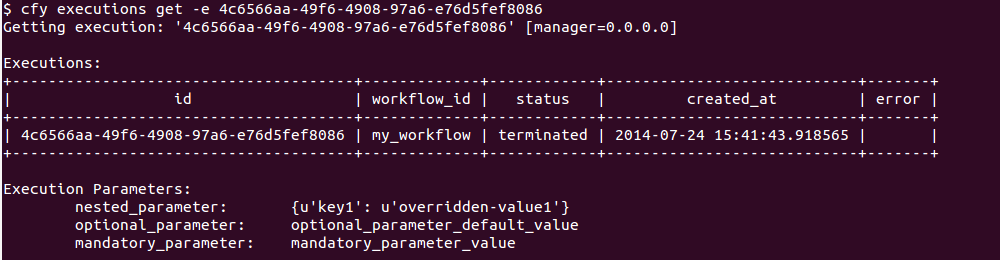 $ cfy executions get -e 4c6566aa-49f6-4908-97a6-e76d5fef8086
Getting execution: '4c6566aa-49f6-4908-97a6-e76d5fef8086' [manager=0.0.0.0]
Executions:
+--------------------------------------+-------------+------------+----------------------------+-------+
| id | workflow_id | status | created_at | error |
+--------------------------------------+-------------+------------+----------------------------+-------+
| 4c6566aa-49f6-4908-97a6-e76d5fef8086 | my_workflow | terminated | 2014-07-24 15:41:43.918565 | |
+--------------------------------------+-------------+------------+----------------------------+-------+
Execution Parameters:
nested_parameter: {u'key1': u'overridden-value1'}
optional_parameter: optional_parameter_default_value
mandatory_parameter: mandatory_parameter_value